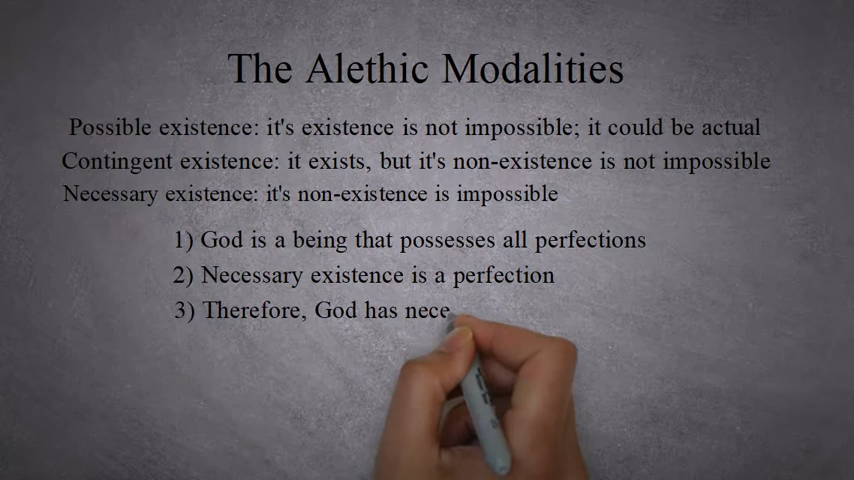 The Alethic Modalities
Possible existence: it's existence is not impossible; it could be actual
Contingent existence: it exists, but it's non-existence is not impossible
Necessary existence: it's non-existence is impossible
1) God is a being that possesses all perfections
2) Necessary existence is a perfection
3) Therefore, God has nece